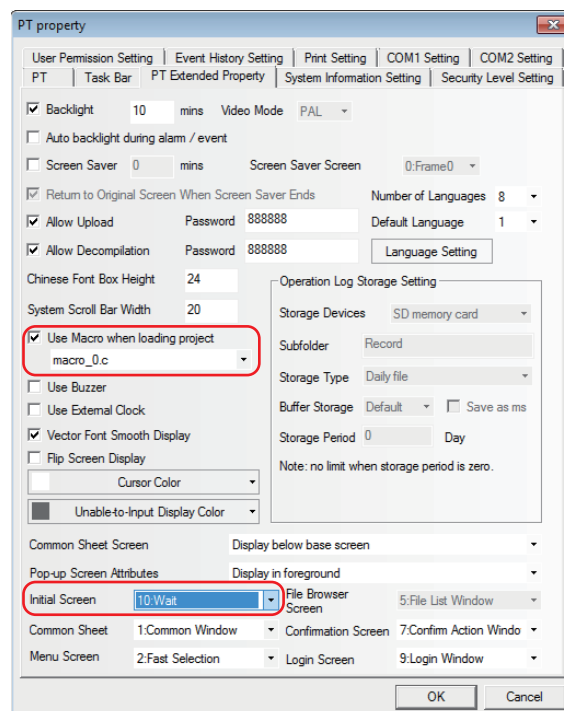 PT property
User Permission Setting Event History Setting Print Setting COM1 Setting COM2 Setting
PT Task Bar PT Extended Property System Information Setting Security Level Setting
Backlight 10 mins Video Mode PAL
Auto backlight during alarm / event
Screen Saver 0 mins Screen Saver Screen 0:Frame0
Return to Original Screen When Screen Saver Ends Number of Languages 8
Allow Upload Password 888888 Default Language 1
Allow Decompilation Password 888888 Language Setting
Chinese Font Box Height 24 Operation Log Storage Setting
System Scroll Bar Width 20 Storage Devices SD memory card
Use Macro when loading project Subfolder Record
macro_0.c
Storage Type Daily file
Use Buzzer
Use External Clock Buffer Storage Default Save as ms
Vector Font Smooth Display Storage Period 0 Day
Flip Screen Display Note: no limit when storage period is zero.
Cursor Color
Unable-to-Input Display Color
Common Sheet Screen Display below base screen
Pop-up Screen Attributes Display in foreground
Initial Screen 10:Wait File Browser Screen 5:File List Window
Common Sheet 1:Common Window Confirmation Screen 7:Confirm Action Windo
Menu Screen 2:Fast Selection Login Screen 9:Login Window
OK Cancel